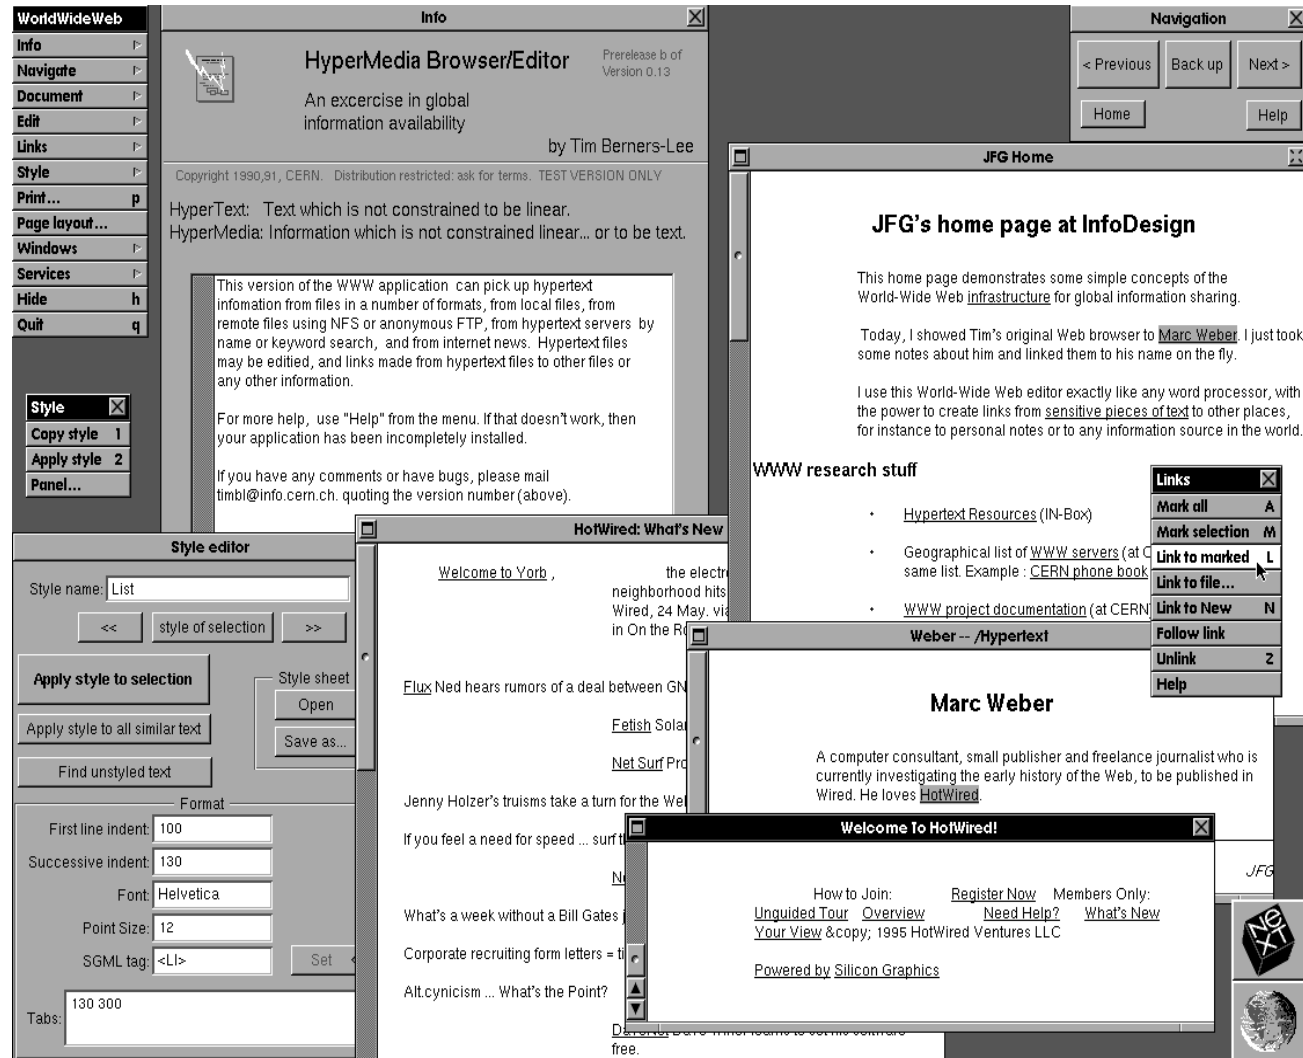 WorldWideWeb
Info
Navigate
Document
Edit
Links
Style
Print... p
Page layout...
Windows
Services
Hide h
Quit q
Style
Copy style 1
Apply style 2
Panel...
Info
HyperMedia Browser/Editor
Prerelease b of
Version 0.13
An excercise in global
information availability
by Tim Berners-Lee
Copyright 1990,91, CERN. Distribution restricted: ask for terms. TEST VERSION ONLY
HyperText: Text which is not constrained to be linear.
HyperMedia: Information which is not constrained linear... or to be text.
This version of the WWW application can pick up hypertext
infomation from files in a number of formats, from local files, from
remote files using NFS or anonymous FTP, from hypertext servers by
name or keyword search, and from internet news. Hypertext files
may be editied, and links made from hypertext files to other files or
any other information.
For more help, use "Help" from the menu. If that doesn't work, then
your application has been incompletely installed.
If you have any comments or have bugs, please mail
timbl@info.cern.ch. quoting the version number (above).
Navigation
< Previous Back up Next >
Home Help
JFG Home
JFG's home page at InfoDesign
This home page demonstrates some simple concepts of the
World-Wide Web infrastructure for global information sharing.
Today, I showed Tim's original Web browser to Marc Weber. I just took
some notes about him and linked them to his name on the fly.
I use this World-Wide Web editor exactly like any word processor, with
the power to create links from sensitive pieces of text to other places,
for instance to personal notes or to any information source in the world.
WWW research stuff
• Hypertext Resources (IN-Box)
• Geographical list of WWW servers (at C
same list. Example : CERN phone book
• WWW project documentation (at CERN)
Links
Mark all A
Mark selection M
Link to marked L
Link to file...
Link to New N
Follow link
Unlink Z
Help
Style editor
Style name: List
<< style of selection >>
Apply style to selection
Style sheet
Open
Apply style to all similar text
Save as...
Find unstyled text
Format
First line indent: 100
Successive indent: 130
Font: Helvetica
Point Size: 12
SGML tag: <LI>
Set
Tabs: 130 300
HotWired: What's New
Welcome to Yorb , the electro
neighborhood hits
Wired, 24 May. via
in On the Ro
Flux Ned hears rumors of a deal between GN
Fetish Solar
Net Surf Pro
Jenny Holzer's truisms take a turn for the Wel
If you feel a need for speed ... surf th
Ne
What's a week without a Bill Gates j
Corporate recruiting form letters = ti
Alt.cynicism ... What's the Point?
free.
Weber -- /Hypertext
Marc Weber
A computer consultant, small publisher and freelance journalist who is
currently investigating the early history of the Web, to be published in
Wired. He loves HotWired.
JFG
Welcome To HotWired!
How to Join: Register Now Members Only:
Unguided Tour Overview Need Help? What's New
Your View &copy; 1995 HotWired Ventures LLC
Powered by Silicon Graphics
NeXT